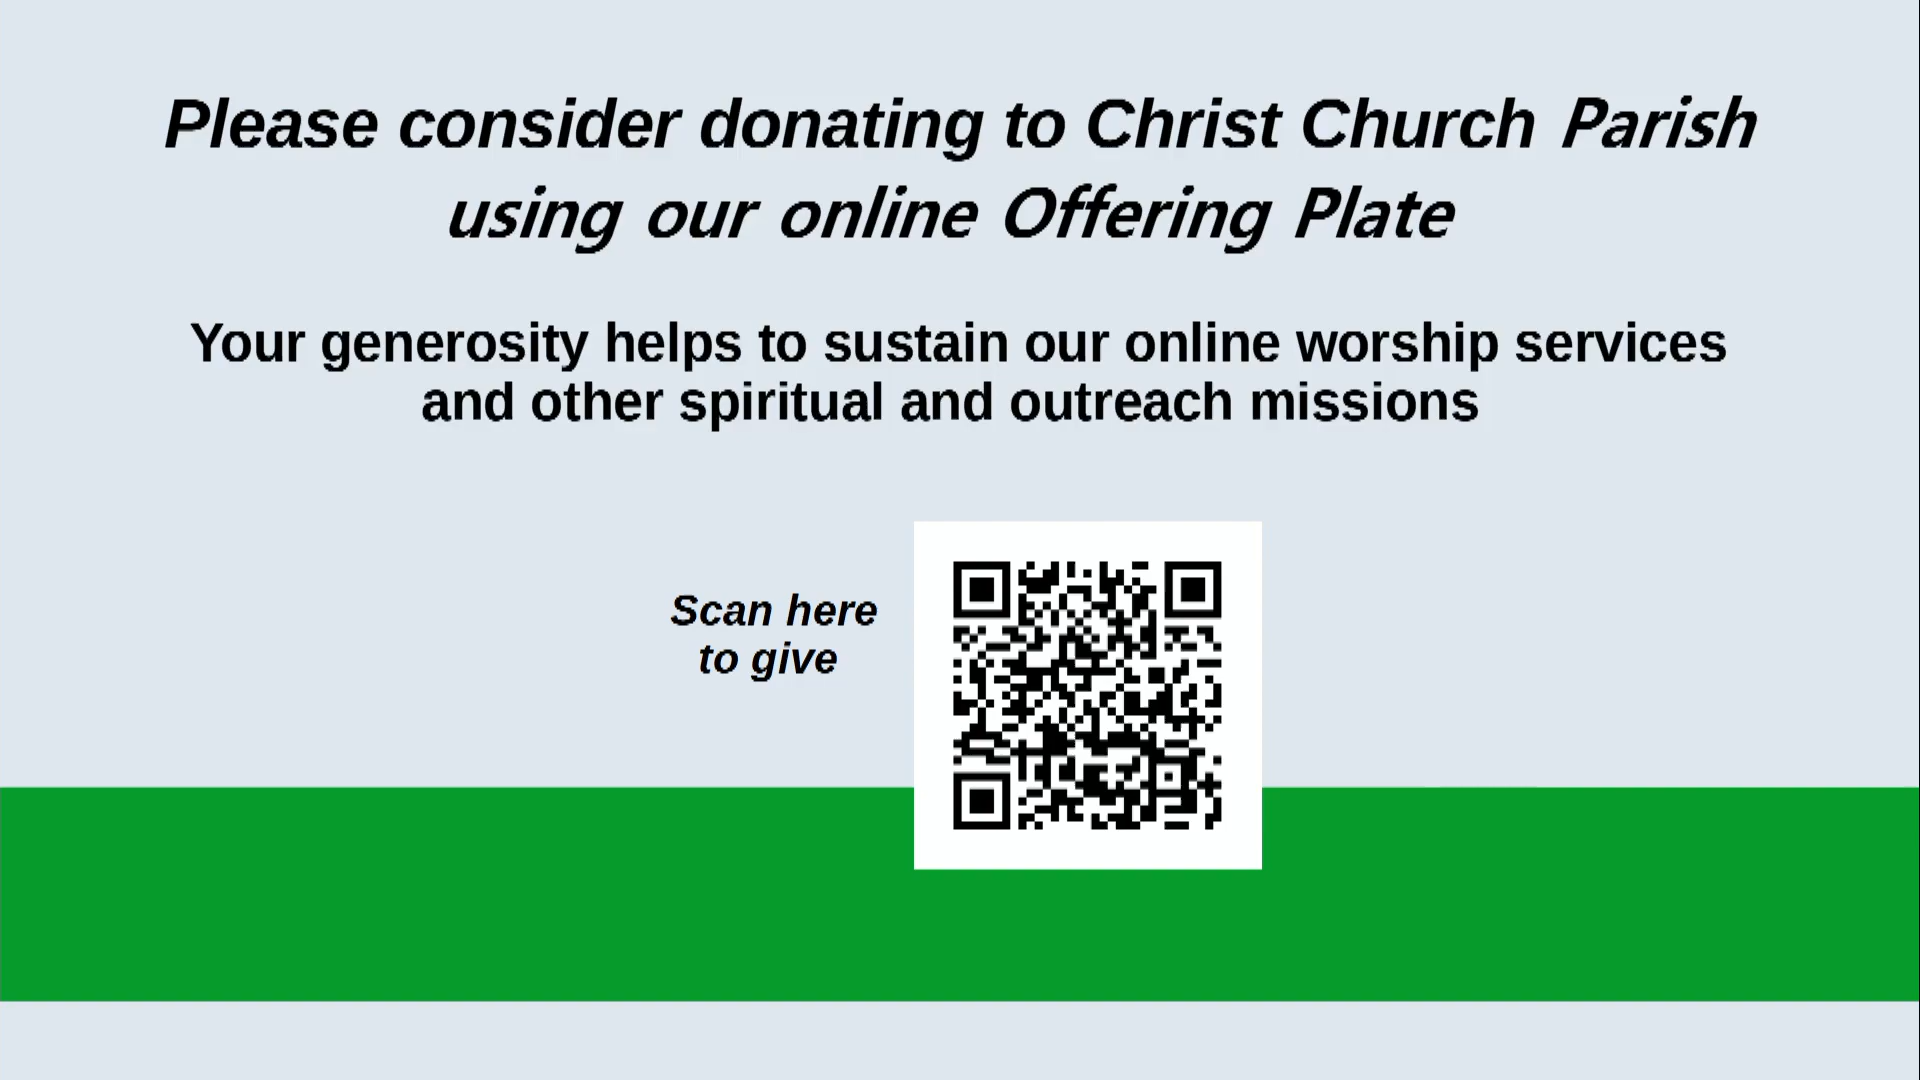 Please consider donating to Christ Church Parish
using our online Offering Plate
Your generosity helps to sustain our online worship services
and other spiritual and outreach missions
Scan here
to give